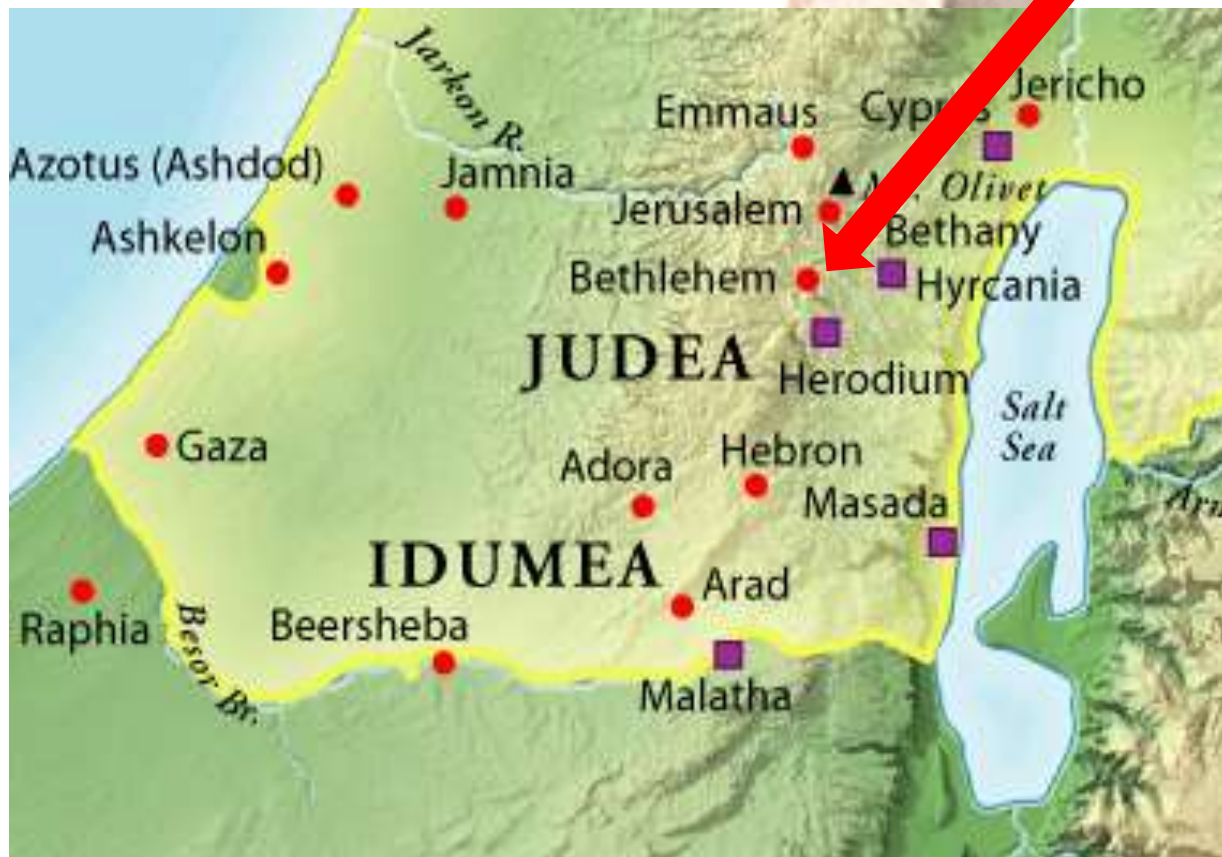 Jarkon R.
Emmaus
Jericho
Azotus (Ashdod)
Jamnia
Olivet
Ashkelon
Jerusalem
Bethany
Bethlehem
Hyrcania
JUDEA
Herodium
Salt
Sea
Gaza
Adora
Hebron
Masada
IDUMEA
Arad
Raphia
Besor Br.
Beersheba
Malatha